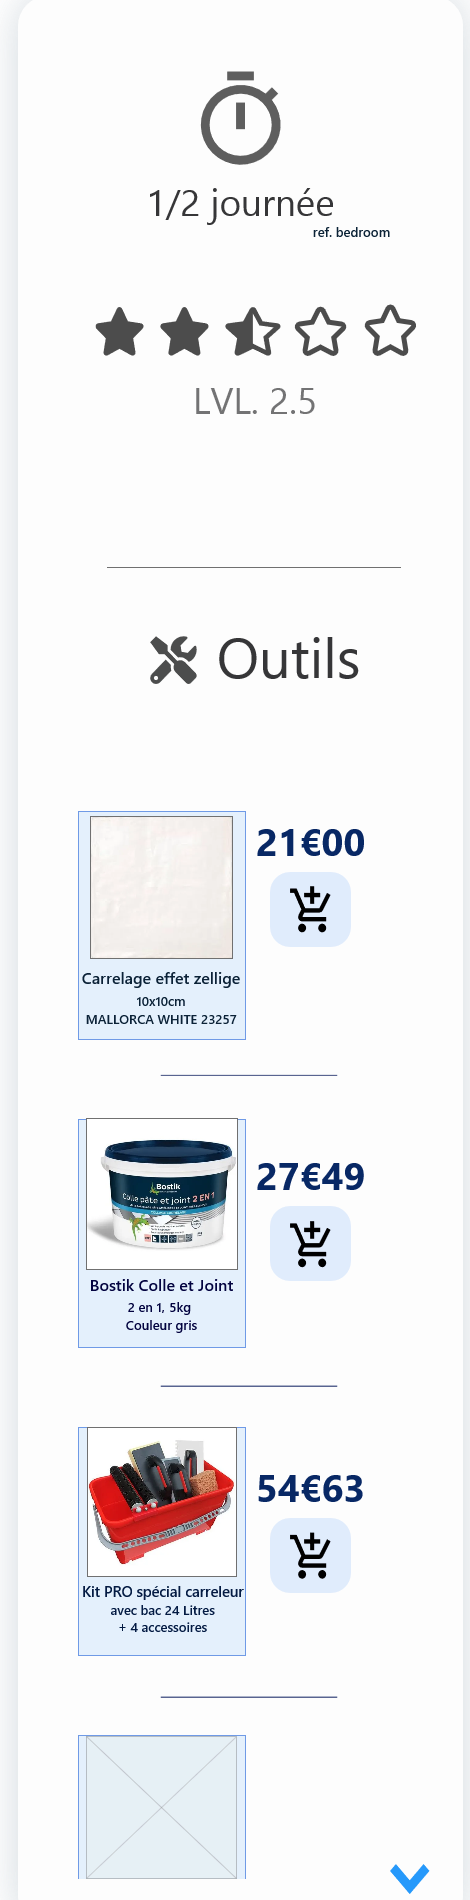 1/2 journée
ref. bedroom
LVL. 2.5
Outils
21€00
Carrelage effet zellige
10x10cm
MALLORCA WHITE 23257
27€49
Bostik
Colle pâte et joint 2 EN 1
Bostik Colle et Joint
2 en 1, 5kg
Couleur gris
54€63
Kit PRO spécial carreleur
avec bac 24 Litres
+ 4 accessoires